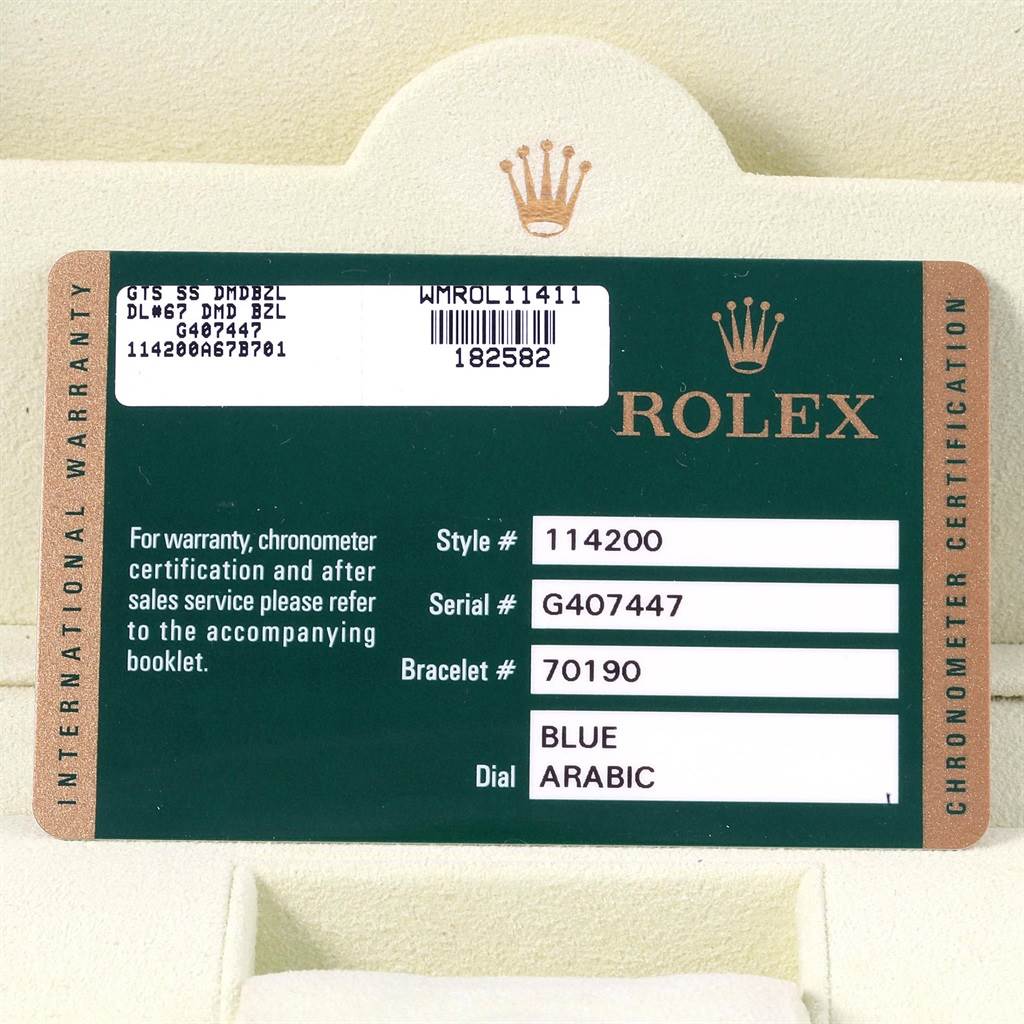 INTERNATIONAL WARRANTY
GTS SS DMDBZL
DL#67 DMD BZL
G407447
114200A67B701
WMROL11411
182582
ROLEX
For warranty, chronometer
certification and after
sales service please refer
to the accompanying
booklet.
Style # 114200
Serial # G407447
Bracelet # 70190
Dial BLUE
ARABIC
CHRONOMETER CERTIFICATION